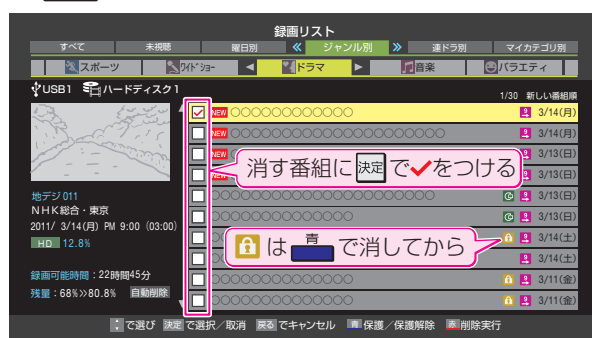 録画リスト
すべて 未視聴 曜日別 ≪ ジャンル別 ≫ 連ドラ別 マイカテゴリ別
スポーツ ワイドショー ◀ ドラマ ▶ 音楽 バラエティ
USB1 ハードディスク1
1/30 新しい番組順
NEW 〇〇〇〇〇〇〇〇〇〇〇〇 3/14(月)
NEW 〇〇〇〇〇〇〇〇〇〇〇〇〇〇〇〇〇〇〇〇〇 3/14(月)
NEW 3/13(日)
NEW 3/13(日)
消す番組に 決定 で✓をつける
〇〇〇〇〇〇〇〇〇〇〇〇〇〇〇〇〇〇〇〇 3/13(日)
〇〇〇〇〇〇〇〇〇〇〇〇〇〇 3/13(日)
3/14(土)
は 青 で消してから
3/14(土)
3/11(金)
〇〇〇〇〇〇〇〇〇〇〇〇〇〇 3/11(金)
地デジ 011
NHK総合・東京
2011/ 3/14(月) PM 9:00 (03:00)
HD 12.8%
録画可能時間:22時間45分
残量:68%>>80.8% 自動削除
で選び 決定 で選択/取消 戻る でキャンセル 青 保護/保護解除 赤 削除実行